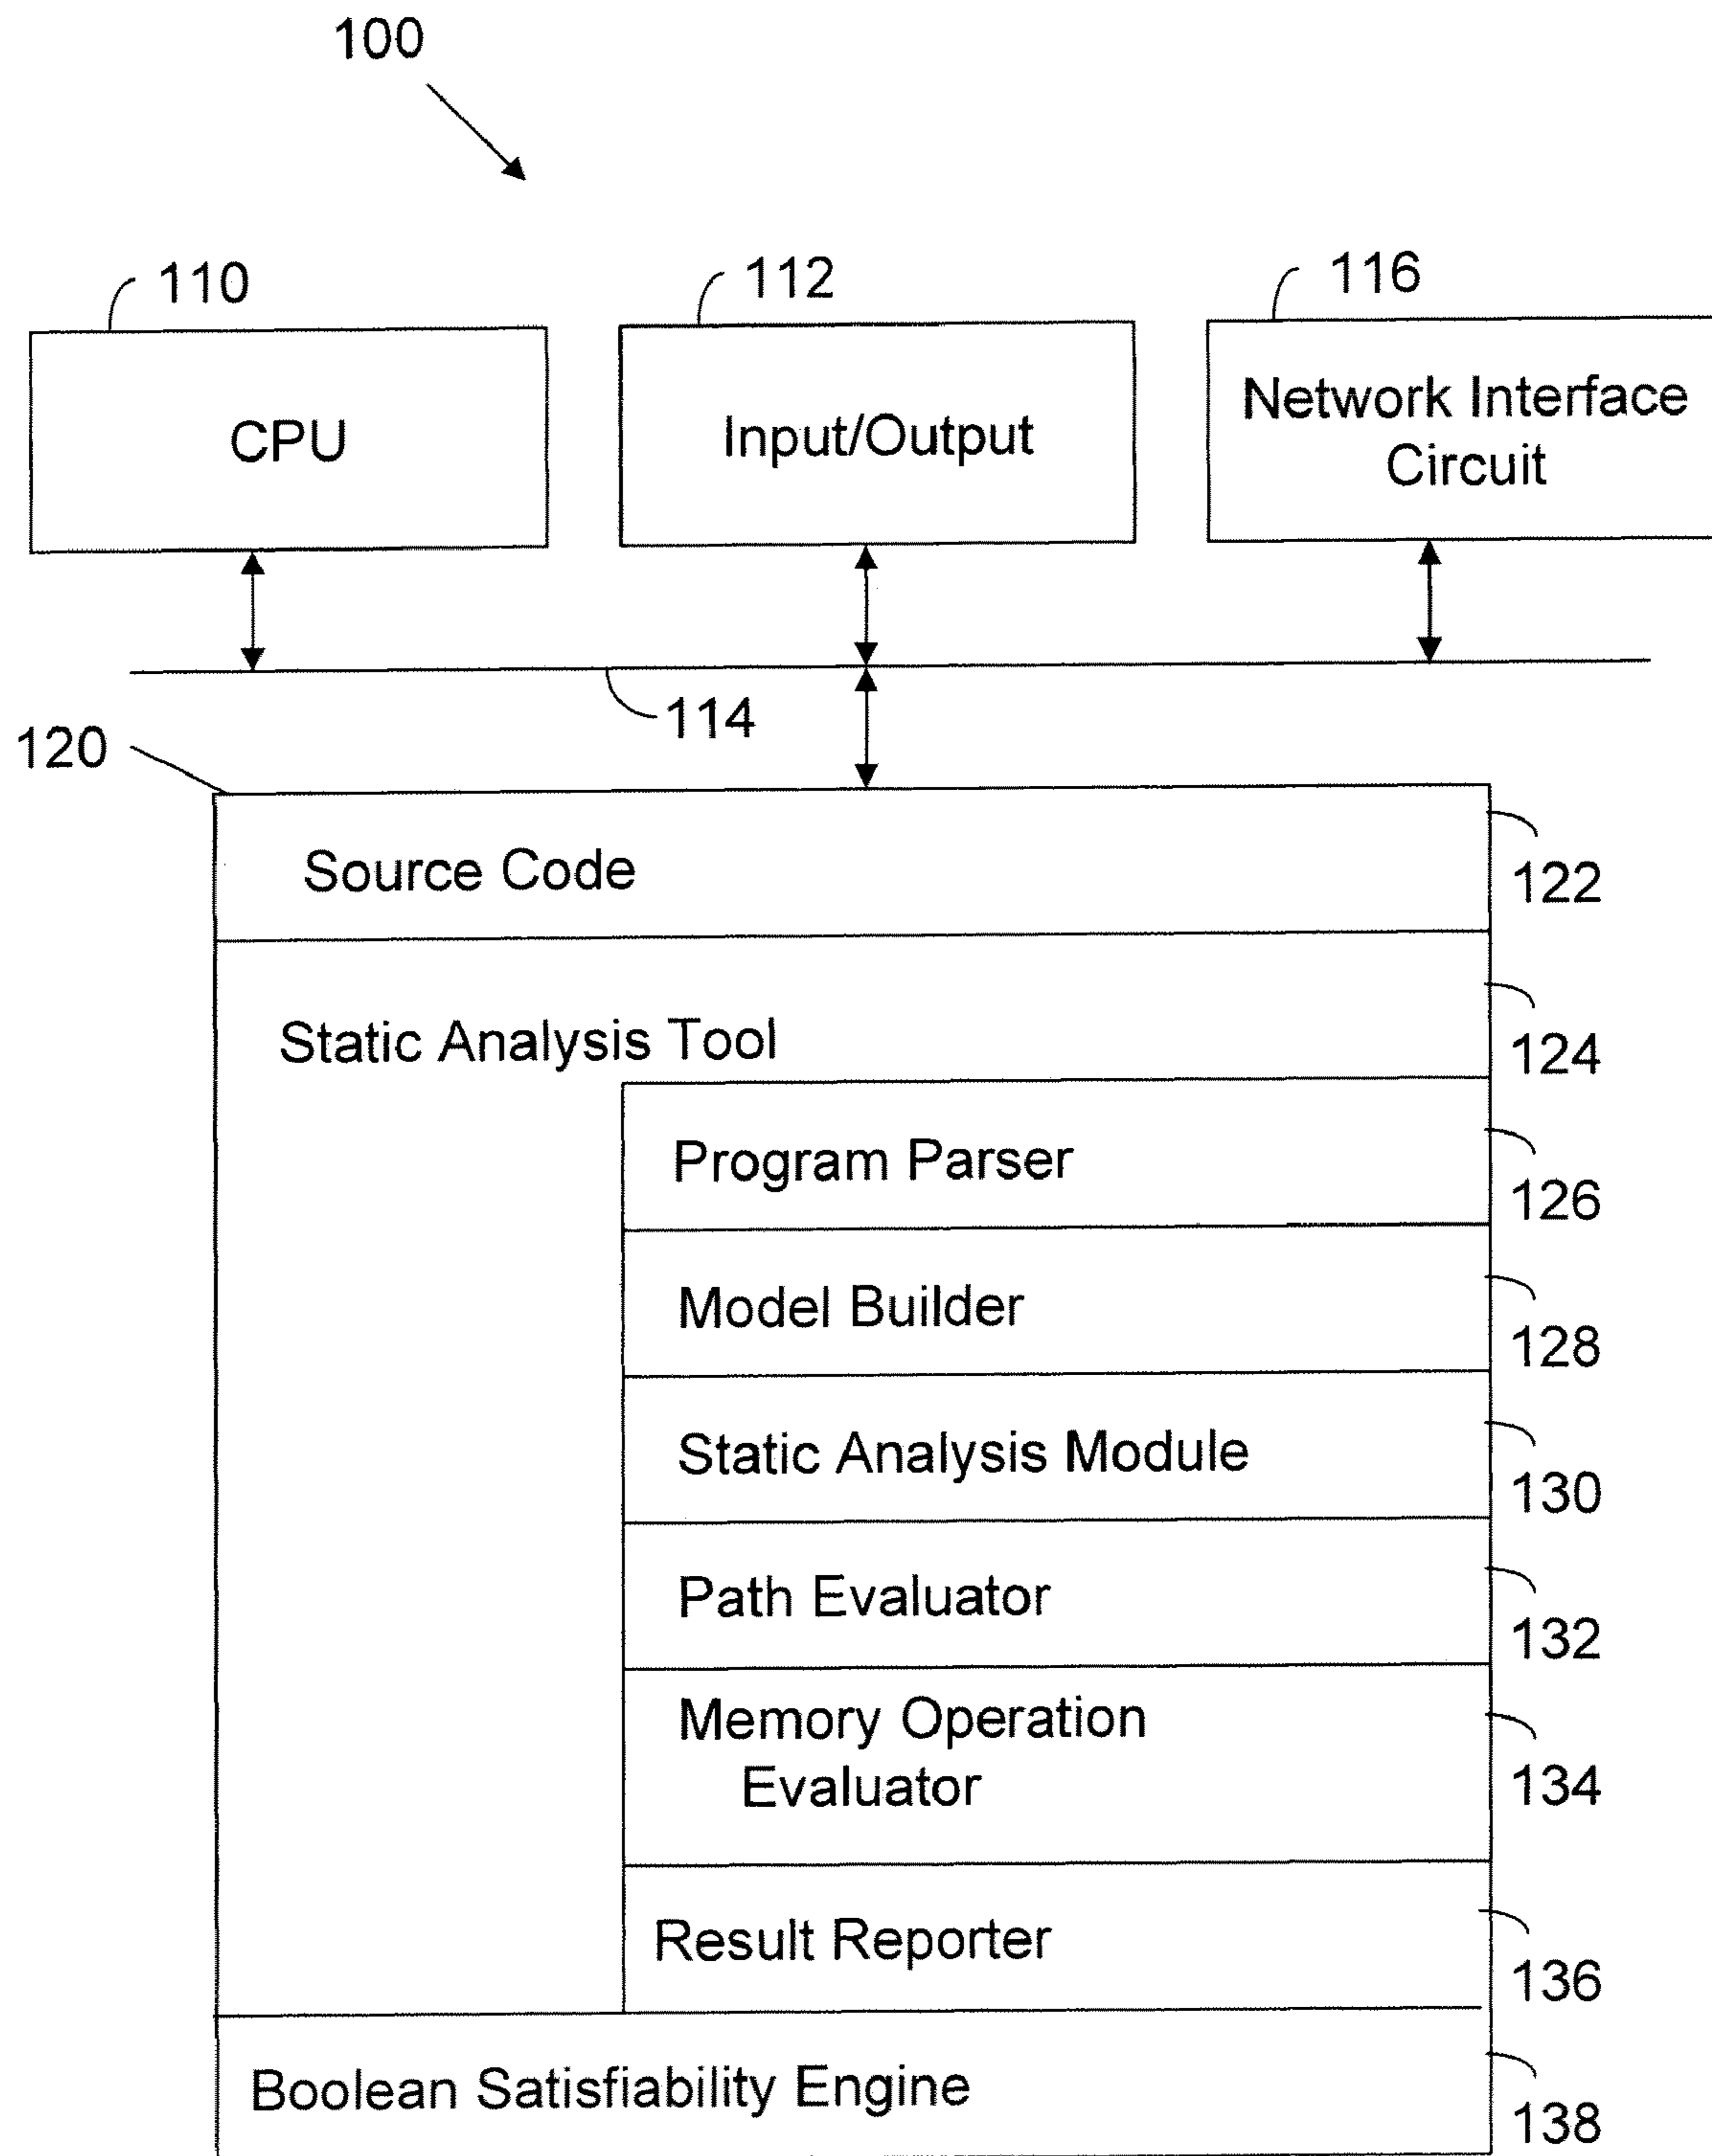 100
110
112
116
CPU
Input/Output
Network Interface
Circuit
114
120
Source Code
122
Static Analysis Tool
124
Program Parser
126
Model Builder
128
Static Analysis Module
130
Path Evaluator
132
Memory Operation
Evaluator
134
Result Reporter
136
Boolean Satisfiability Engine
138